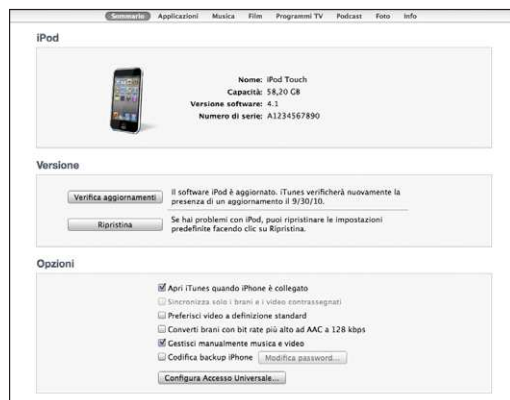 Sommario Applicazioni Musica Film Programmi TV Podcast Foto Info
iPod
Nome: iPod Touch
Capacità: 58,20 GB
Versione software: 4.1
Numero di serie: A1234567890
Versione
Verifica aggiornamenti
Il software iPod è aggiornato. iTunes verificherà nuovamente la
presenza di un aggiornamento il 9/30/10.
Ripristina
Se hai problemi con iPod, puoi ripristinare le impostazioni
predefinite facendo clic su Ripristina.
Opzioni
Apri iTunes quando iPhone è collegato
Sincronizza solo i brani e i video contrassegnati
Preferisci video a definizione standard
Converti brani con bit rate più alto ad AAC a 128 kbps
Gestisci manualmente musica e video
Codifica backup iPhone Modifica password...
Configura Accesso Universale...